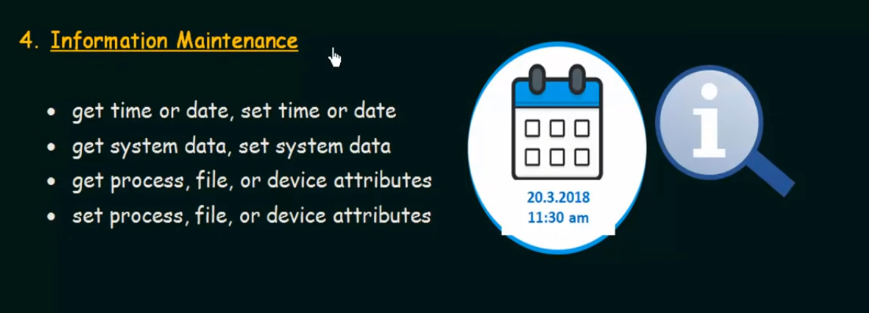 4. Information Maintenance
• get time or date, set time or date
• get system data, set system data
• get process, file, or device attributes
• set process, file, or device attributes
20.3.2018
11:30 am
i